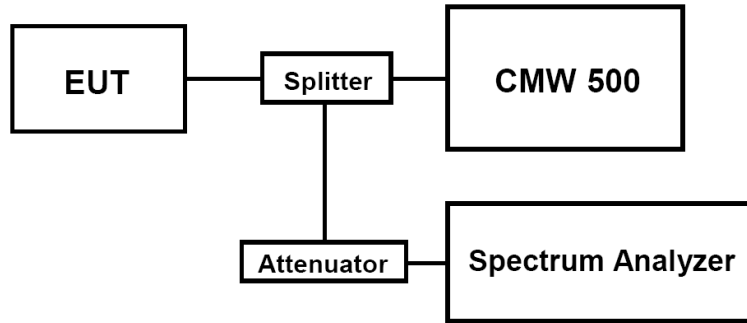 EUT
Splitter
CMW 500
Attenuator
Spectrum Analyzer